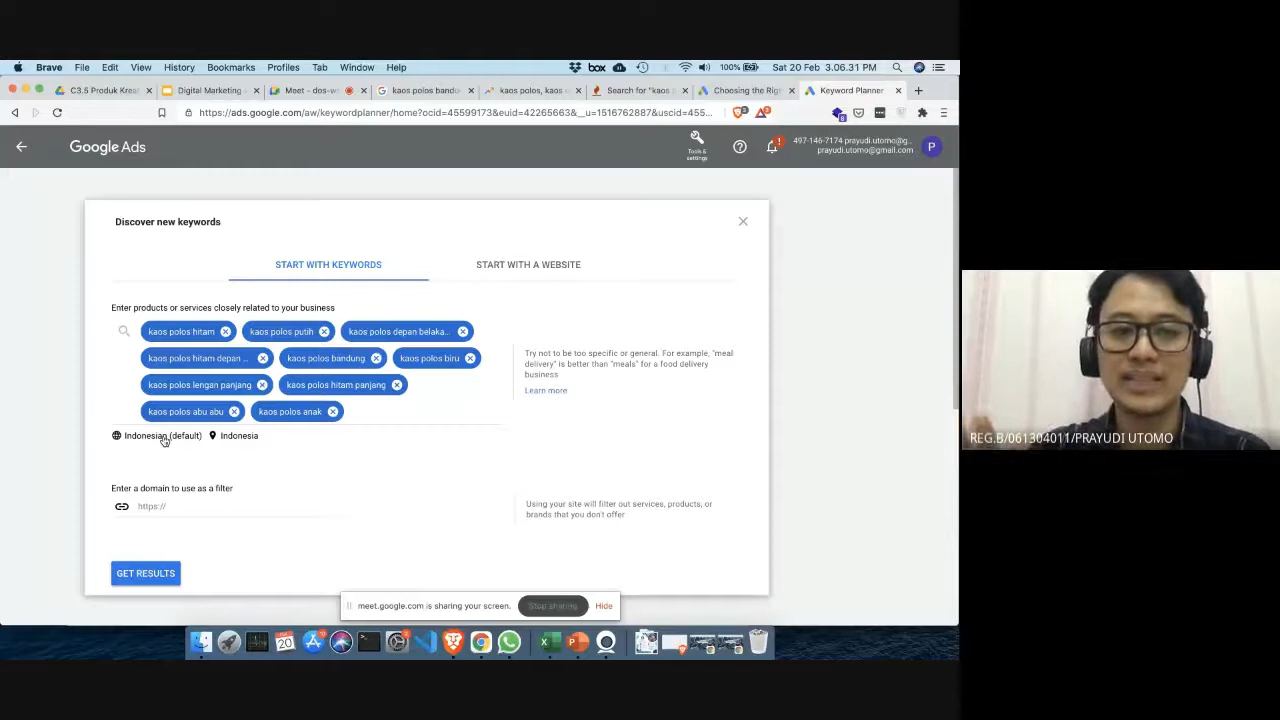 Brave File Edit View History Bookmarks Profiles Tab Window Help
box 100% Sat 20 Feb 3.06.31 PM
C3.5 Produk Krea
Digital Marketing
Meet – dos-w
kaos polos bandu
kaos polos, kaos
Search for "kaos p
Choosing the Rig
Keyword Planner
https://ads.google.com/aw/keywordplanner/home?ocid=45599173&euid=42265663&__u=1516762887&uscid=455...
Google Ads
Tools &
settings
497-146-7174 prayudi.utomo@g..
prayudi.utomo@gmail.com
P
Discover new keywords
START WITH KEYWORDS
START WITH A WEBSITE
Enter products or services closely related to your business
kaos polos hitam kaos polos putih kaos polos depan belaka...
kaos polos hitam depan ... kaos polos bandung kaos polos biru
kaos polos lengan panjang kaos polos hitam panjang
kaos polos abu abu kaos polos anak
Try not to be too specific or general. For example, "meal
delivery" is better than "meals" for a food delivery
business
Learn more
Indonesian (default) Indonesia
Enter a domain to use as a filter
https://
Using your site will filter out services, products, or
brands that you don't offer
GET RESULTS
meet.google.com is sharing your screen. Stop sharing Hide
REG.B/061304011/PRAYUDI UTOMO